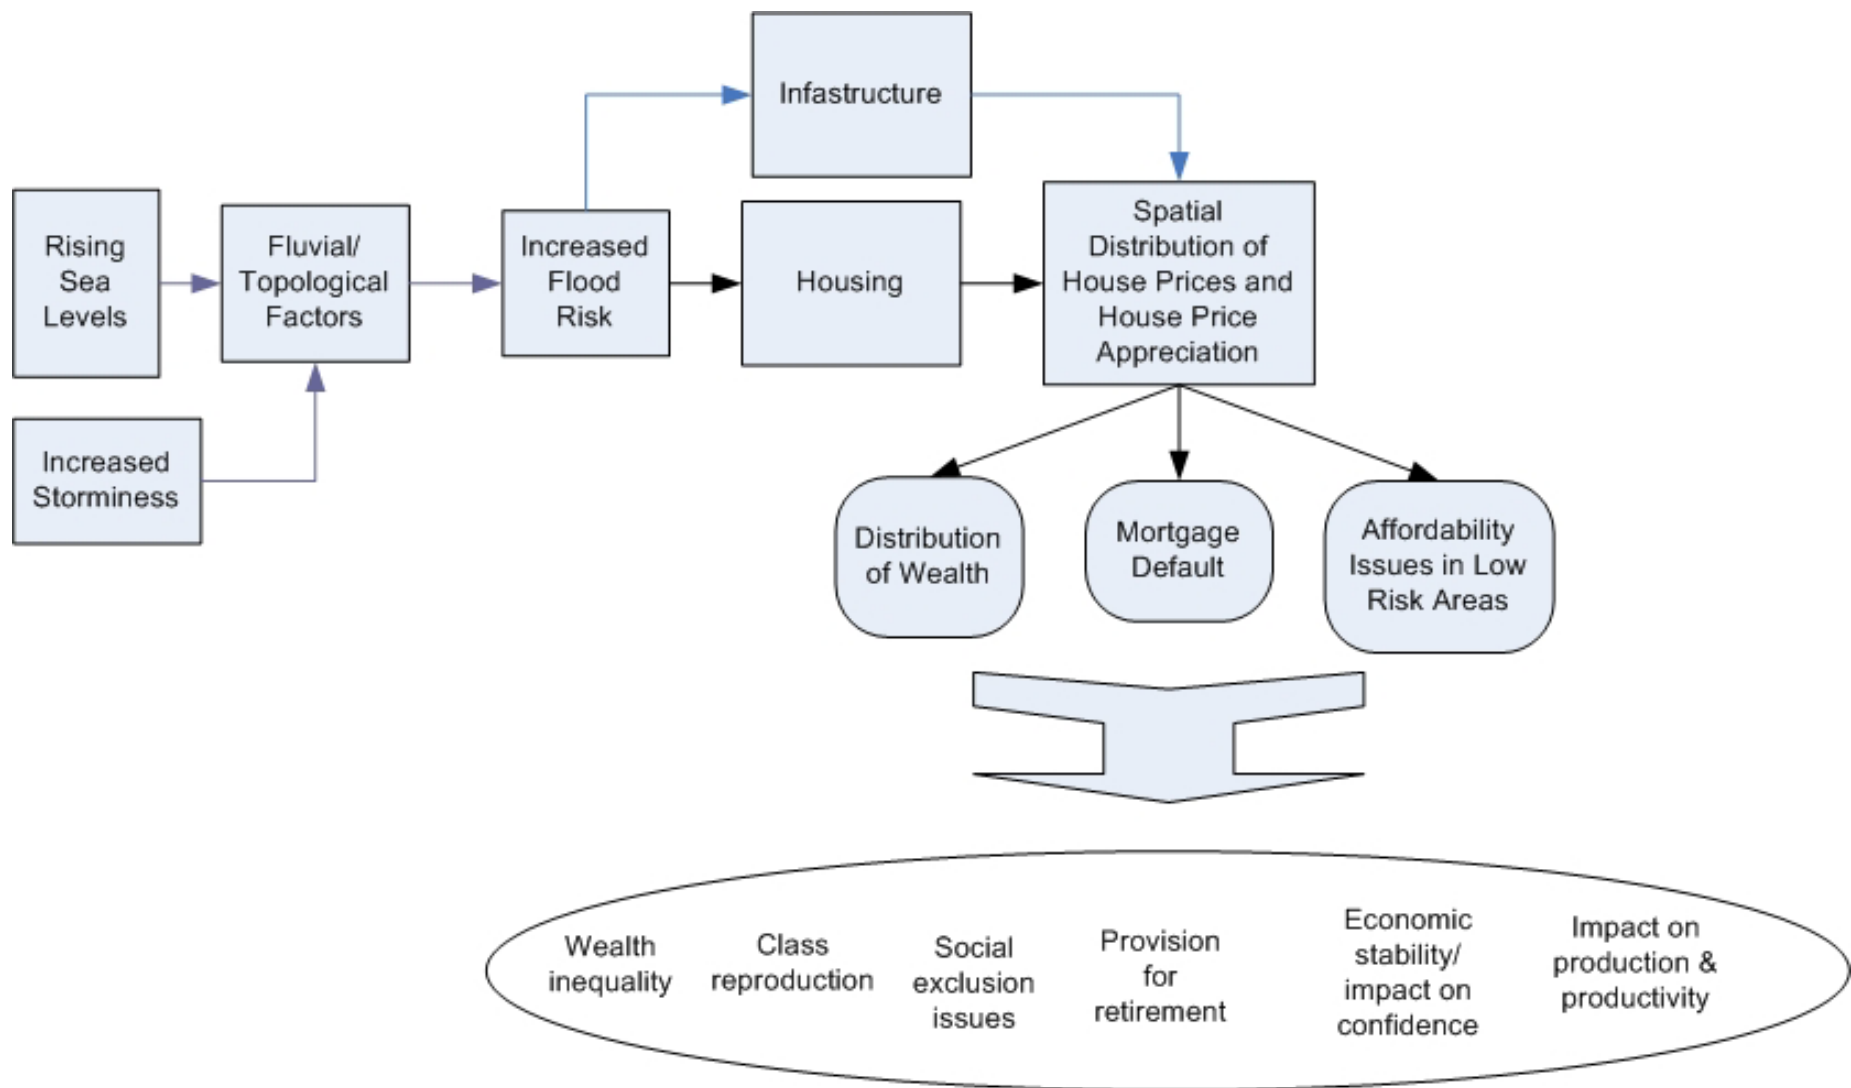 Infastructure
Rising
Sea
Levels
Fluvial/
Topological
Factors
Increased
Flood
Risk
Housing
Spatial
Distribution of
House Prices and
House Price
Appreciation
Increased
Storminess
Distribution
of Wealth
Mortgage
Default
Affordability
Issues in Low
Risk Areas
Wealth
inequality
Class
reproduction
Social
exclusion
issues
Provision
for
retirement
Economic
stability/
impact on
confidence
Impact on
production &
productivity